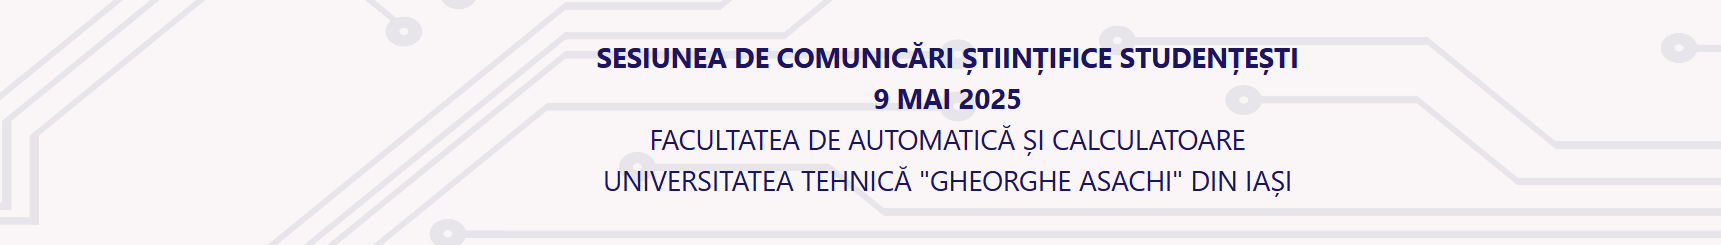 SESIUNEA DE COMUNICĂRI ȘTIINȚIFICE STUDENȚEȘTI
9 MAI 2025
FACULTATEA DE AUTOMATICĂ ȘI CALCULATOARE
UNIVERSITATEA TEHNICĂ "GHEORGHE ASACHI" DIN IAȘI